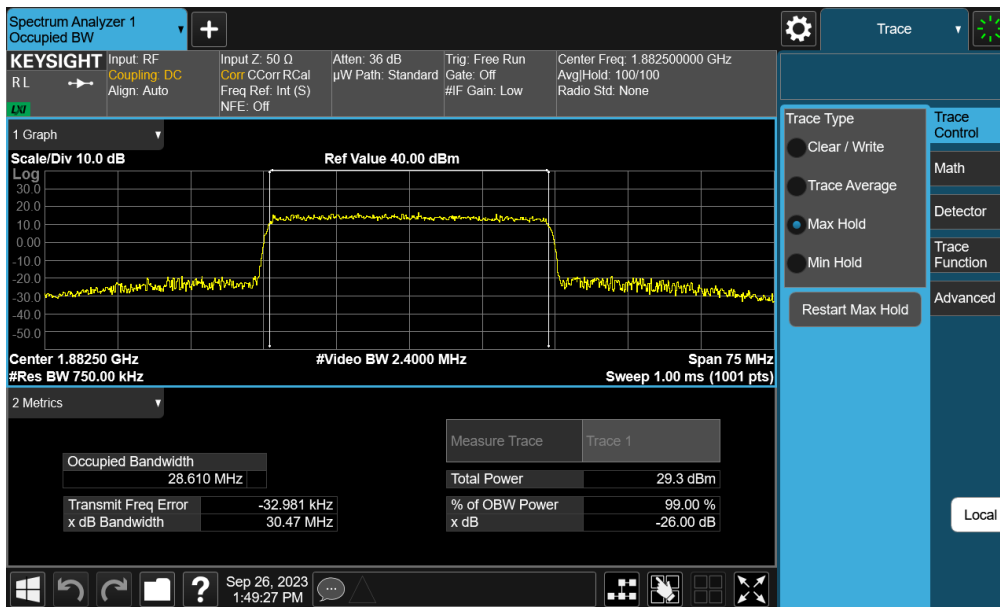 Spectrum Analyzer 1
Occupied BW
Trace
KEYSIGHT
R L
LXI
Input: RF
Coupling: DC
Align: Auto
Input Z: 50 Ω
Corr CCorr RCal
Freq Ref: Int (S)
NFE: Off
Atten: 36 dB
µW Path: Standard
Trig: Free Run
Gate: Off
#IF Gain: Low
Center Freq: 1.882500000 GHz
Avg|Hold: 100/100
Radio Std: None
1 Graph
Scale/Div 10.0 dB
Ref Value 40.00 dBm
Log
30.0
20.0
10.0
0.00
-10.0
-20.0
-30.0
-40.0
-50.0
Center 1.88250 GHz
#Video BW 2.4000 MHz
Span 75 MHz
#Res BW 750.00 kHz
Sweep 1.00 ms (1001 pts)
2 Metrics
Measure Trace
Trace 1
Occupied Bandwidth
28.610 MHz
Total Power
29.3 dBm
Transmit Freq Error
-32.981 kHz
% of OBW Power
99.00 %
x dB Bandwidth
30.47 MHz
x dB
-26.00 dB
Trace Type
Clear / Write
Trace Average
Max Hold
Min Hold
Restart Max Hold
Trace
Control
Math
Detector
Trace
Function
Advanced
Local
?
Sep 26, 2023
1:49:27 PM